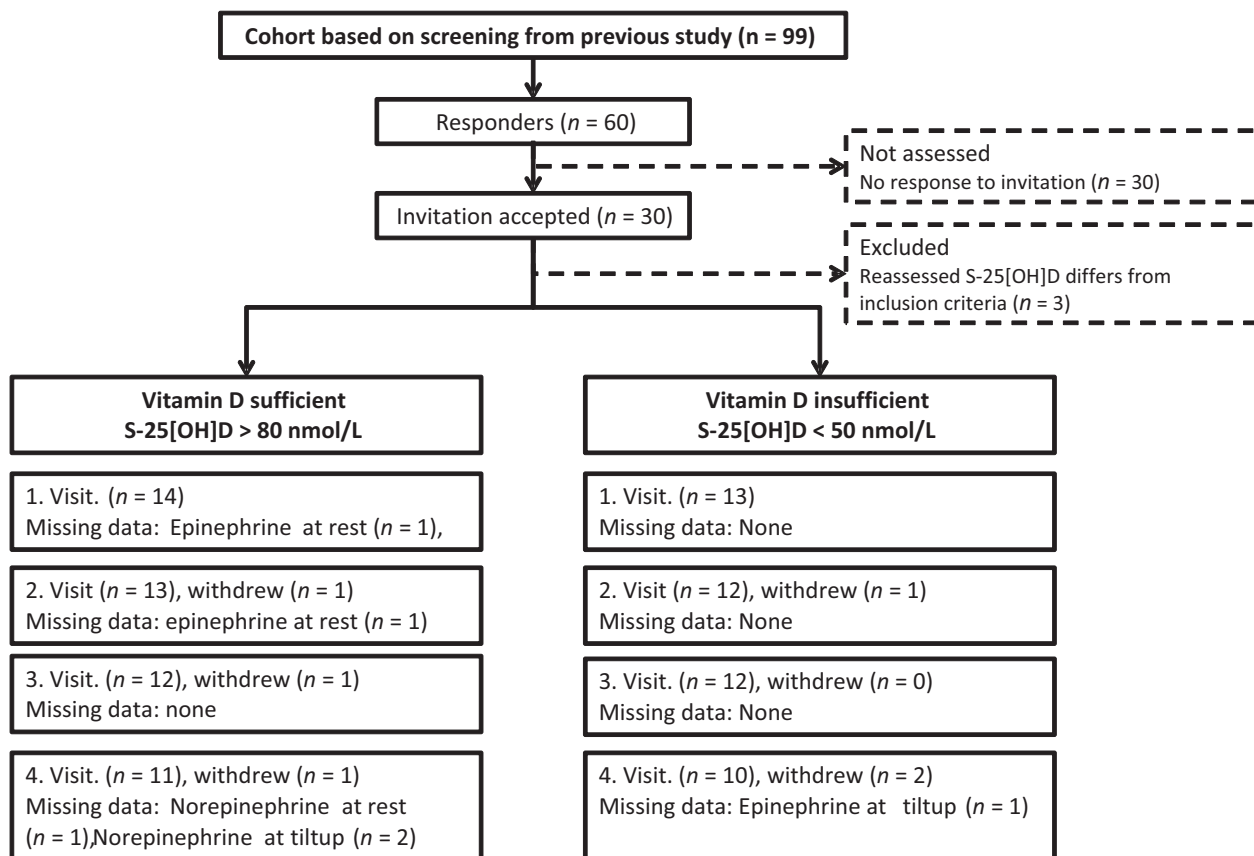 Cohort based on screening from previous study (n = 99)
Responders (n = 60)
Not assessed
No response to invitation (n = 30)
Invitation accepted (n = 30)
Excluded
Reassessed S-25[OH]D differs from
inclusion criteria (n = 3)
Vitamin D sufficient
S-25[OH]D > 80 nmol/L
Vitamin D insufficient
S-25[OH]D < 50 nmol/L
1. Visit. (n = 14)
Missing data: Epinephrine at rest (n = 1),
1. Visit. (n = 13)
Missing data: None
2. Visit (n = 13), withdrew (n = 1)
Missing data: epinephrine at rest (n = 1)
2. Visit (n = 12), withdrew (n = 1)
Missing data: None
3. Visit. (n = 12), withdrew (n = 1)
Missing data: none
3. Visit. (n = 12), withdrew (n = 0)
Missing data: None
4. Visit. (n = 11), withdrew (n = 1)
Missing data: Norepinephrine at rest
(n = 1),Norepinephrine at tiltup (n = 2)
4. Visit. (n = 10), withdrew (n = 2)
Missing data: Epinephrine at tiltup (n = 1)